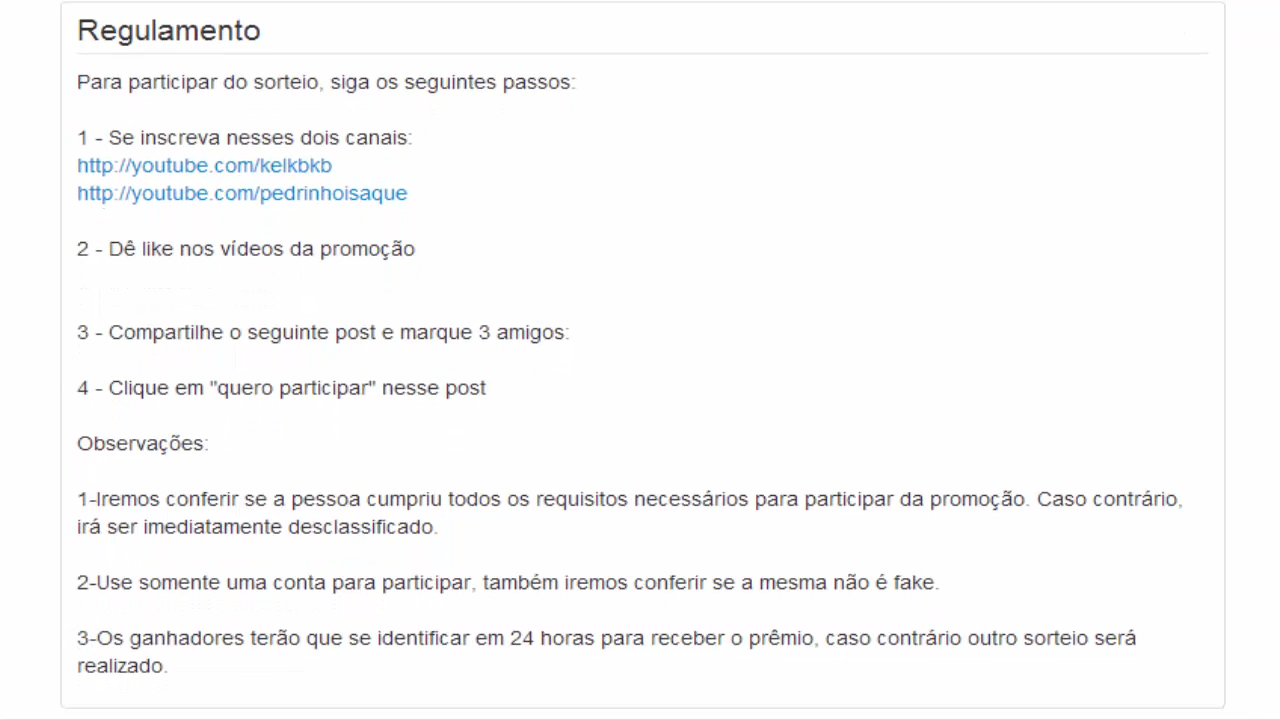 Regulamento
Para participar do sorteio, siga os seguintes passos:
1 - Se inscreva nesses dois canais:
http://youtube.com/kelkbkb
http://youtube.com/pedrinhoisaque
2 - Dê like nos vídeos da promoção
3 - Compartilhe o seguinte post e marque 3 amigos:
4 - Clique em "quero participar" nesse post
Observações:
1-Iremos conferir se a pessoa cumpriu todos os requisitos necessários para participar da promoção. Caso contrário,
irá ser imediatamente desclassificado.
2-Use somente uma conta para participar, também iremos conferir se a mesma não é fake.
3-Os ganhadores terão que se identificar em 24 horas para receber o prêmio, caso contrário outro sorteio será
realizado.